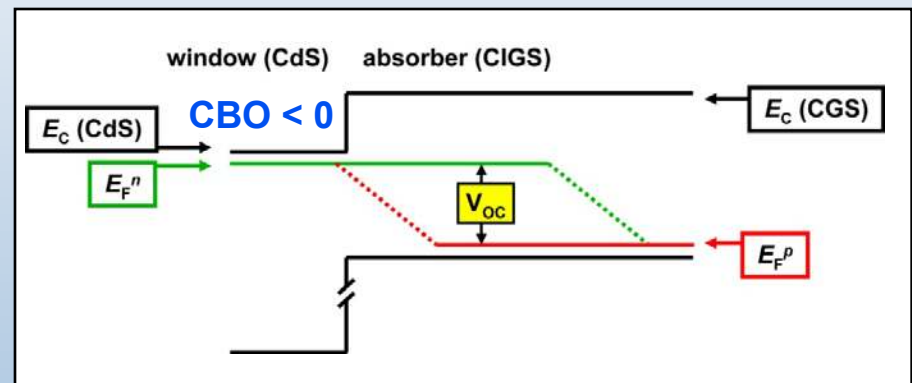 window (CdS) absorber (CIGS)
CBO < 0
E_C (CdS)
E_C (CGS)
E_F^n
V_OC
E_F^p